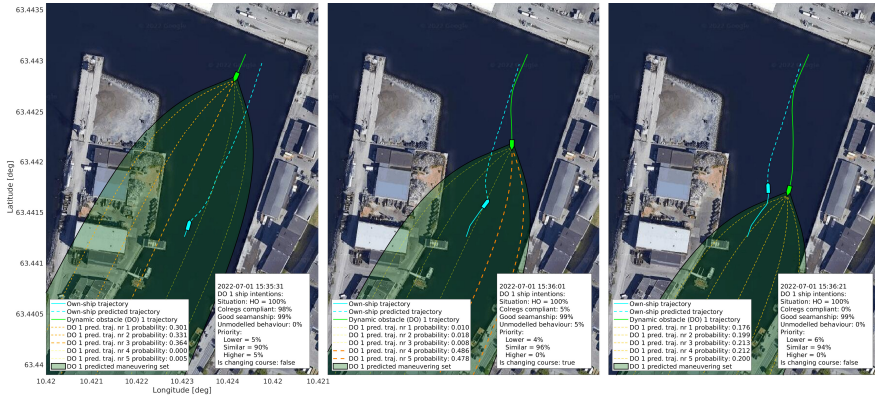 63.4435
63.443
63.4425
63.442
63.4415
63.441
63.4405
63.44
Latitude [deg]
10.42
10.421
10.422
10.423
10.424
10.421
Longitude [deg]
2022-07-01 15:35:31
DO 1 ship intentions:
Situation: HO = 100%
Colregs compliant: 98%
Good seamanship: 99%
Unmodelled behaviour: 0%
Priority:
Lower = 5%
Similar = 90%
Higher = 5%
Is changing course: false
Own-ship trajectory
Own-ship predicted trajectory
Dynamic obstacle (DO) 1 trajectory
DO 1 pred. traj. nr 1 probability: 0.301
DO 1 pred. traj. nr 2 probability: 0.331
DO 1 pred. traj. nr 3 probability: 0.364
DO 1 pred. traj. nr 4 probability: 0.000
DO 1 pred. traj. nr 5 probability: 0.005
DO 1 predicted maneuvering set
2022-07-01 15:36:01
DO 1 ship intentions:
Situation: HO = 100%
Colregs compliant: 5%
Good seamanship: 99%
Unmodelled behaviour: 5%
Priority:
Lower = 4%
Similar = 96%
Higher = 0%
Is changing course: true
Own-ship trajectory
Own-ship predicted trajectory
Dynamic obstacle (DO) 1 trajectory
DO 1 pred. traj. nr 1 probability: 0.010
DO 1 pred. traj. nr 2 probability: 0.018
DO 1 pred. traj. nr 3 probability: 0.008
DO 1 pred. traj. nr 4 probability: 0.486
DO 1 pred. traj. nr 5 probability: 0.478
DO 1 predicted maneuvering set
2022-07-01 15:36:21
DO 1 ship intentions:
Situation: HO = 100%
Colregs compliant: 0%
Good seamanship: 99%
Unmodelled behaviour: 0%
Priority:
Lower = 6%
Similar = 94%
Higher = 0%
Is changing course: false
Own-ship trajectory
Own-ship predicted trajectory
Dynamic obstacle (DO) 1 trajectory
DO 1 pred. traj. nr 1 probability: 0.176
DO 1 pred. traj. nr 2 probability: 0.199
DO 1 pred. traj. nr 3 probability: 0.213
DO 1 pred. traj. nr 4 probability: 0.212
DO 1 pred. traj. nr 5 probability: 0.200
DO 1 predicted maneuvering set